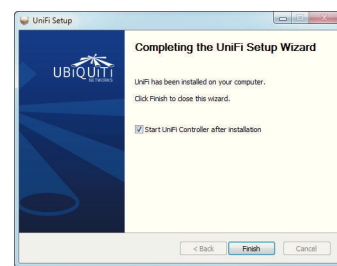 UniFi Setup
Completing the UniFi Setup Wizard
UBIQUITI
NETWORKS
UniFi has been installed on your computer.
Click Finish to close this wizard.
Start UniFi Controller after installation
< Back
Finish
Cancel